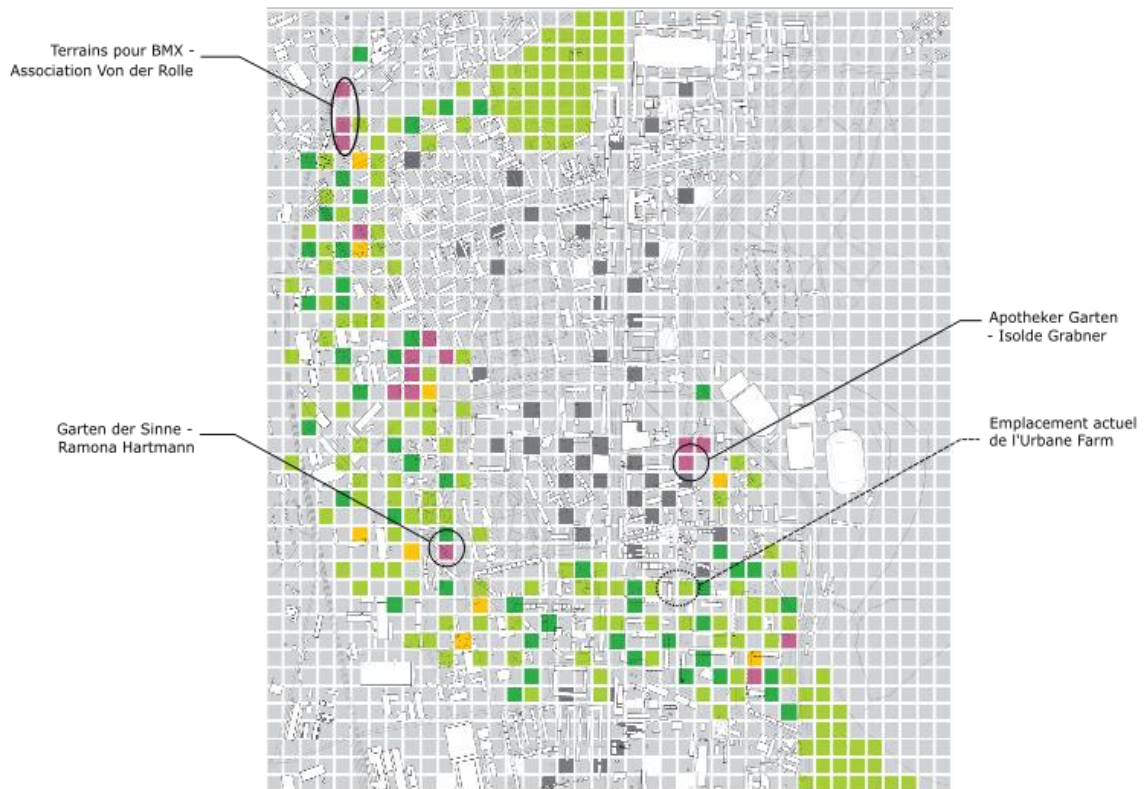 Terrains pour BMX -
Association Von der Rolle
Apotheker Garten
- Isolde Grabner
Garten der Sinne -
Ramona Hartmann
Emplacement actuel
de l'Urbane Farm